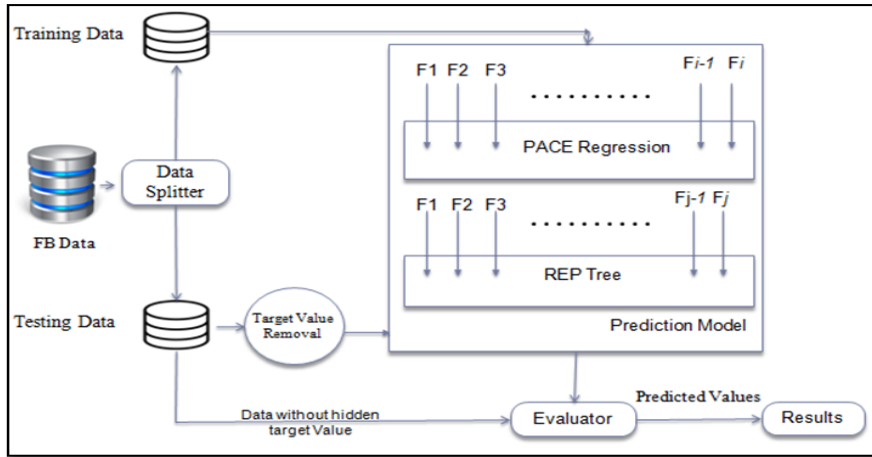 Training Data
F1 F2 F3 .......... Fi-1 Fi
PACE Regression
Data
Splitter
FB Data
F1 F2 F3 .......... Fj-1 Fj
REP Tree
Prediction Model
Testing Data
Target Value
Removal
Data without hidden
target Value
Evaluator
Predicted Values
Results